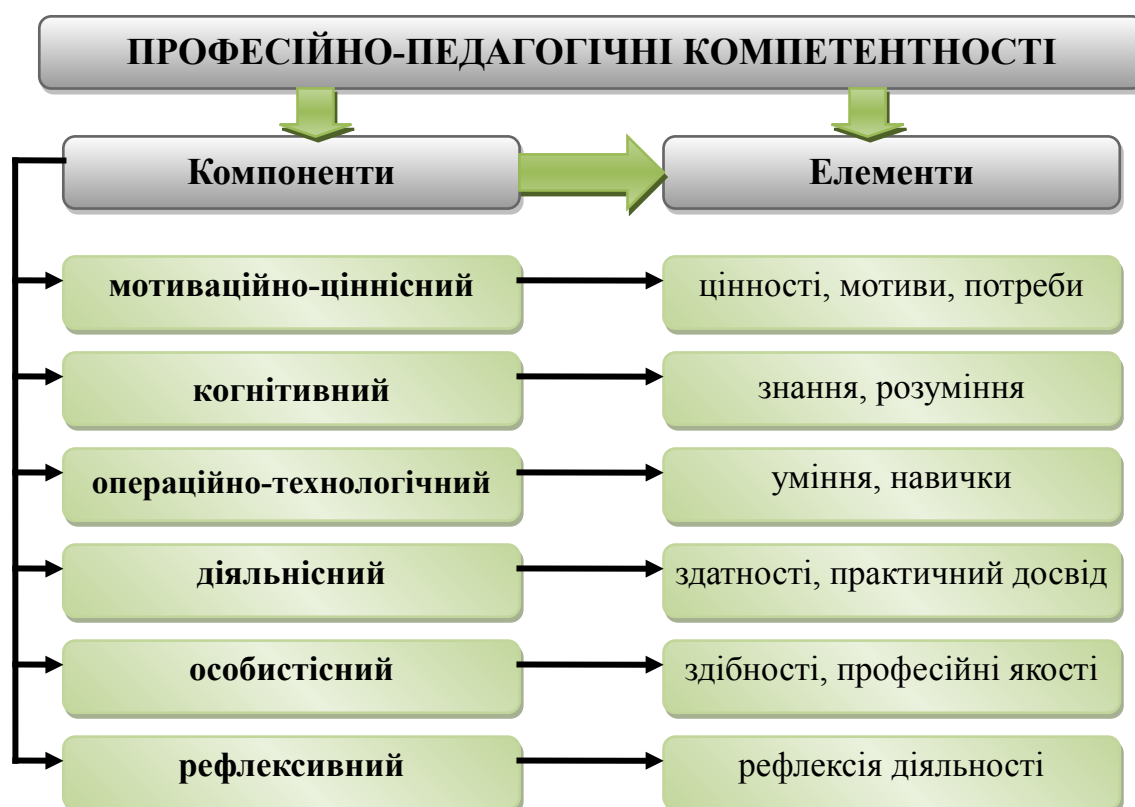 ПРОФЕСІЙНО-ПЕДАГОГІЧНІ КОМПЕТЕНТНОСТІ
Компоненти
Елементи
мотиваційно-ціннісний
цінності, мотиви, потреби
когнітивний
знання, розуміння
операційно-технологічний
уміння, навички
діяльнісний
здатності, практичний досвід
особистісний
здібності, професійні якості
рефлексивний
рефлексія діяльності